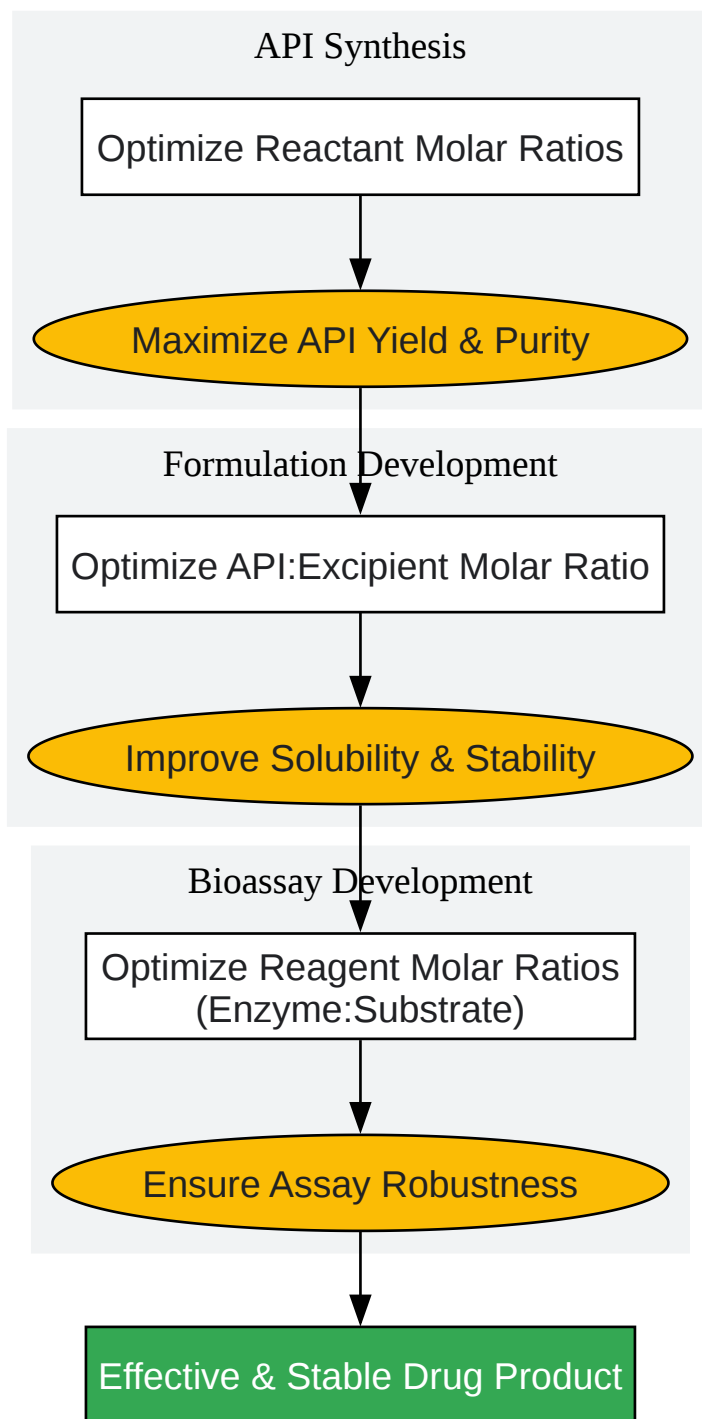 API Synthesis
Optimize Reactant Molar Ratios
Maximize API Yield & Purity
Formulation Development
Optimize API:Excipient Molar Ratio
Improve Solubility & Stability
Bioassay Development
Optimize Reagent Molar Ratios
(Enzyme:Substrate)
Ensure Assay Robustness
Effective & Stable Drug Product